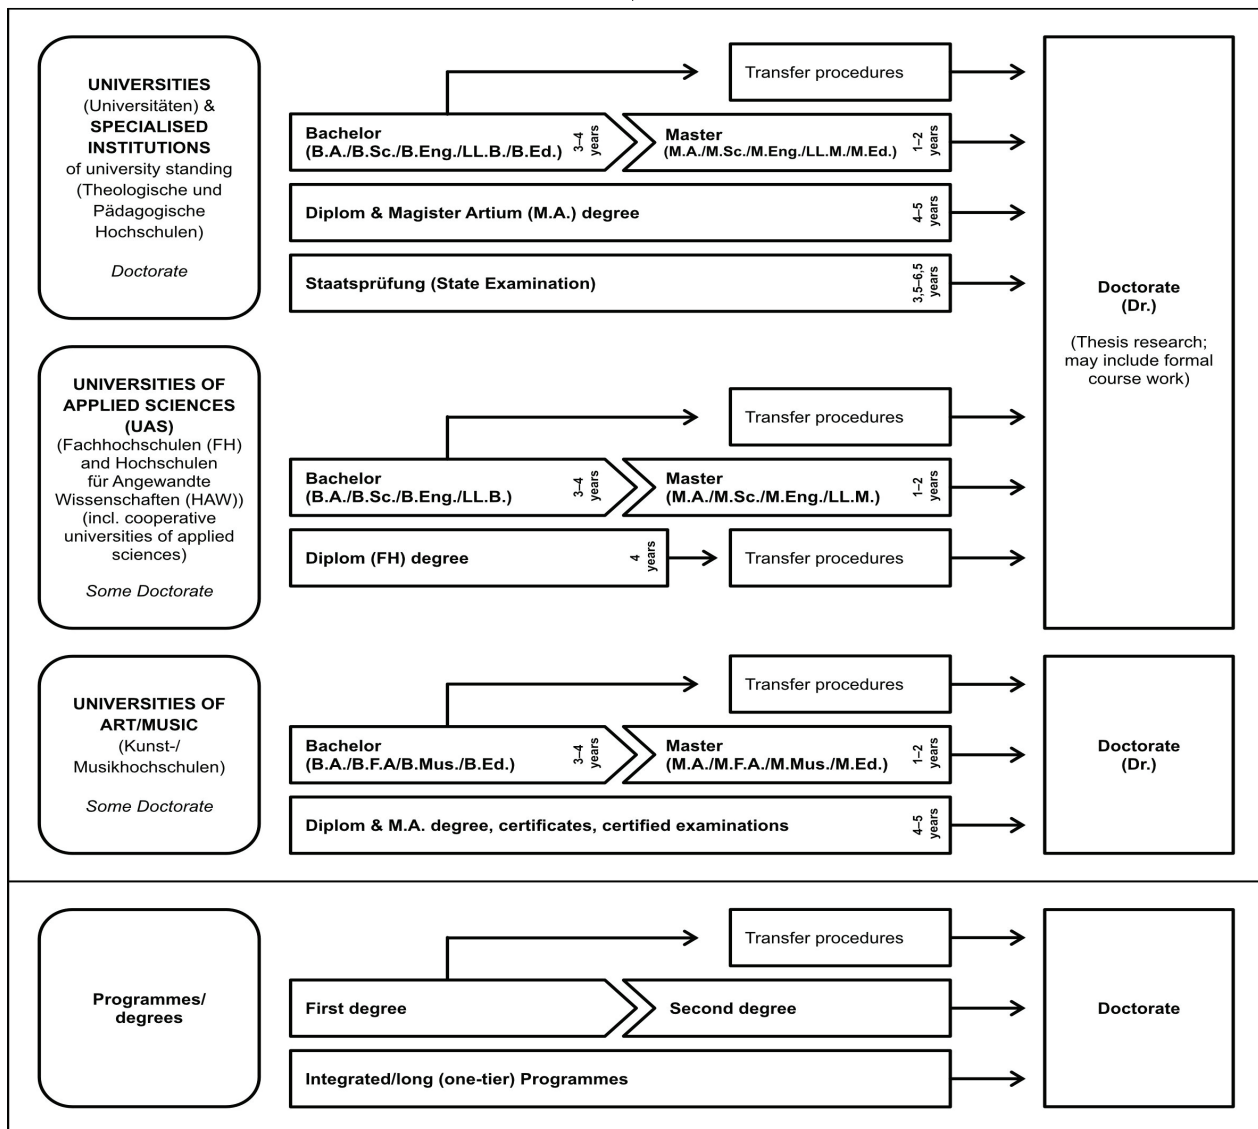 UNIVERSITIES
(Universitäten) &
SPECIALISED
INSTITUTIONS
of university standing
(Theologische und
Pädagogische
Hochschulen)
Doctorate
Transfer procedures
Bachelor
(B.A./B.Sc./B.Eng./LL.B./B.Ed.)
3–4
years
Master
(M.A./M.Sc./M.Eng./LL.M./M.Ed.)
1–2
years
Diplom & Magister Artium (M.A.) degree
4–5
years
Staatsprüfung (State Examination)
3,5–6,5
years
Doctorate
(Dr.)
(Thesis research;
may include formal
course work)
UNIVERSITIES OF
APPLIED SCIENCES
(UAS)
(Fachhochschulen (FH)
and Hochschulen
für Angewandte
Wissenschaften (HAW))
(incl. cooperative
universities of applied
sciences)
Some Doctorate
Transfer procedures
Bachelor
(B.A./B.Sc./B.Eng./LL.B.)
3–4
years
Master
(M.A./M.Sc./M.Eng./LL.M.)
1–2
years
Diplom (FH) degree
4
years
Transfer procedures
UNIVERSITIES OF
ART/MUSIC
(Kunst-/
Musikhochschulen)
Some Doctorate
Transfer procedures
Bachelor
(B.A./B.F.A/B.Mus./B.Ed.)
3–4
years
Master
(M.A./M.F.A./M.Mus./M.Ed.)
1–2
years
Diplom & M.A. degree, certificates, certified examinations
4–5
years
Doctorate
(Dr.)
Programmes/
degrees
Transfer procedures
First degree
Second degree
Integrated/long (one-tier) Programmes
Doctorate